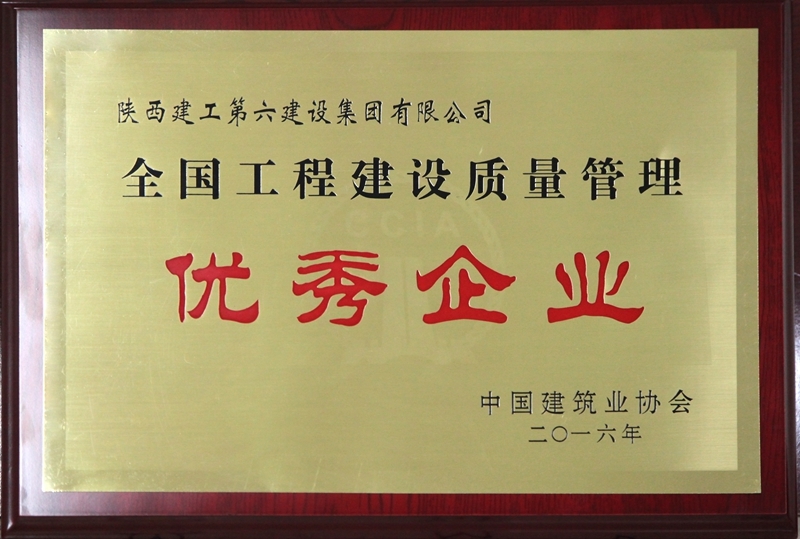 陕西建工第六建设集团有限公司
全国工程建设质量管理
优秀企业
中国建筑业协会
二〇一六年